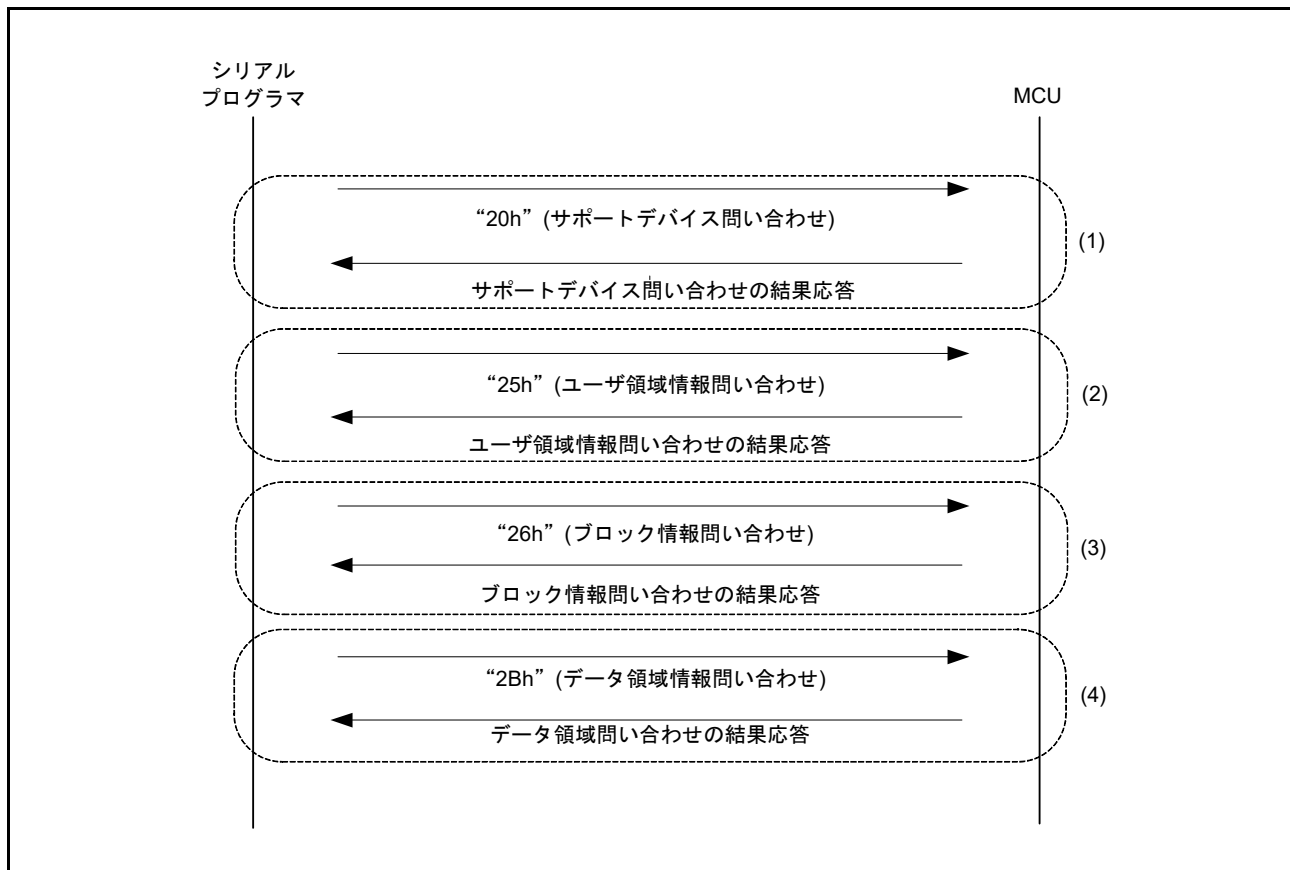 シリアル
プログラマ
MCU
“20h” (サポートデバイス問い合わせ)
サポートデバイス問い合わせの結果応答
(1)
“25h” (ユーザ領域情報問い合わせ)
ユーザ領域情報問い合わせの結果応答
(2)
“26h” (ブロック情報問い合わせ)
ブロック情報問い合わせの結果応答
(3)
“2Bh” (データ領域情報問い合わせ)
データ領域問い合わせの結果応答
(4)